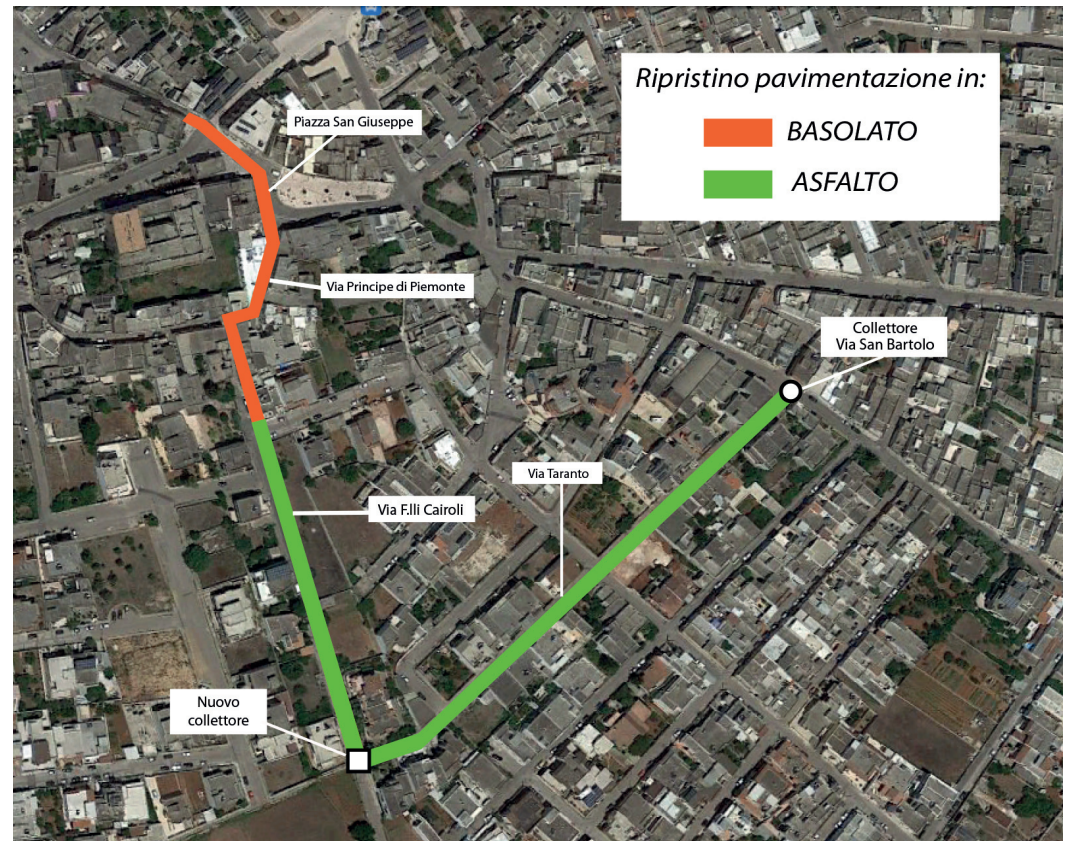 Ripristino pavimentazione in:
BASOLATO
ASFALTO
Piazza San Giuseppe
Via Principe di Piemonte
Collettore
Via San Bartolo
Via Taranto
Via F.lli Cairoli
Nuovo
collettore